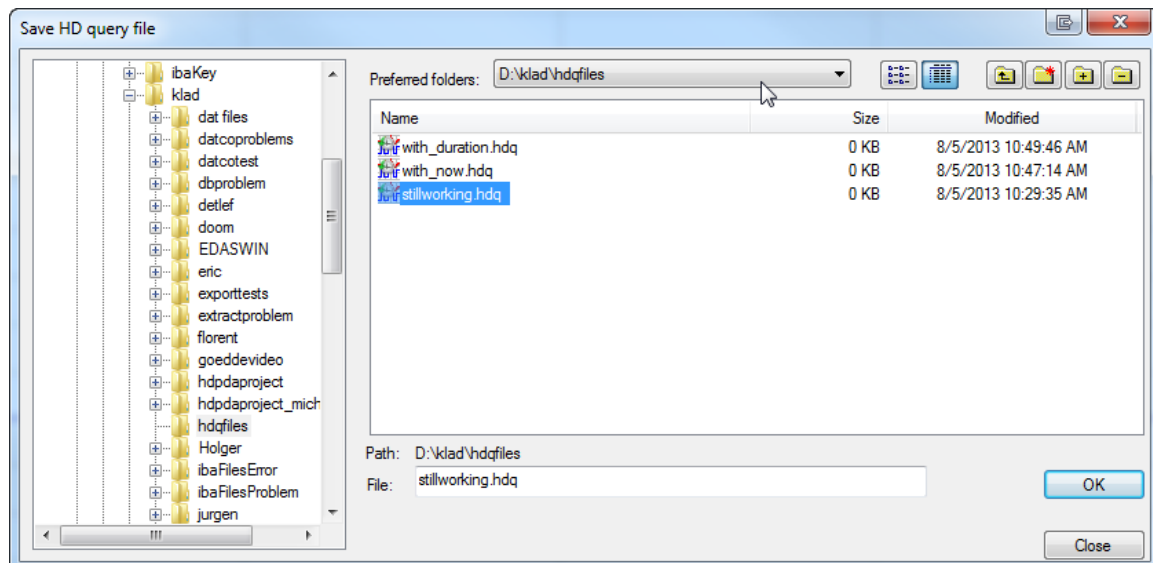 Save HD query file
ibaKey
klad
dat files
datcoproblems
datcotest
dbproblem
detlef
doom
EDASWIN
eric
exporttests
extractproblem
florent
goeddevideo
hdpdaproject
hdpdaproject_mich
hdqfiles
Holger
ibaFilesError
ibaFilesProblem
jurgen
Preferred folders: D:\klad\hdqfiles
Name Size Modified
with_duration.hdq 0 KB 8/5/2013 10:49:46 AM
with_now.hdq 0 KB 8/5/2013 10:47:14 AM
stillworking.hdq 0 KB 8/5/2013 10:29:35 AM
Path: D:\klad\hdqfiles
File: stillworking.hdq
OK
Close